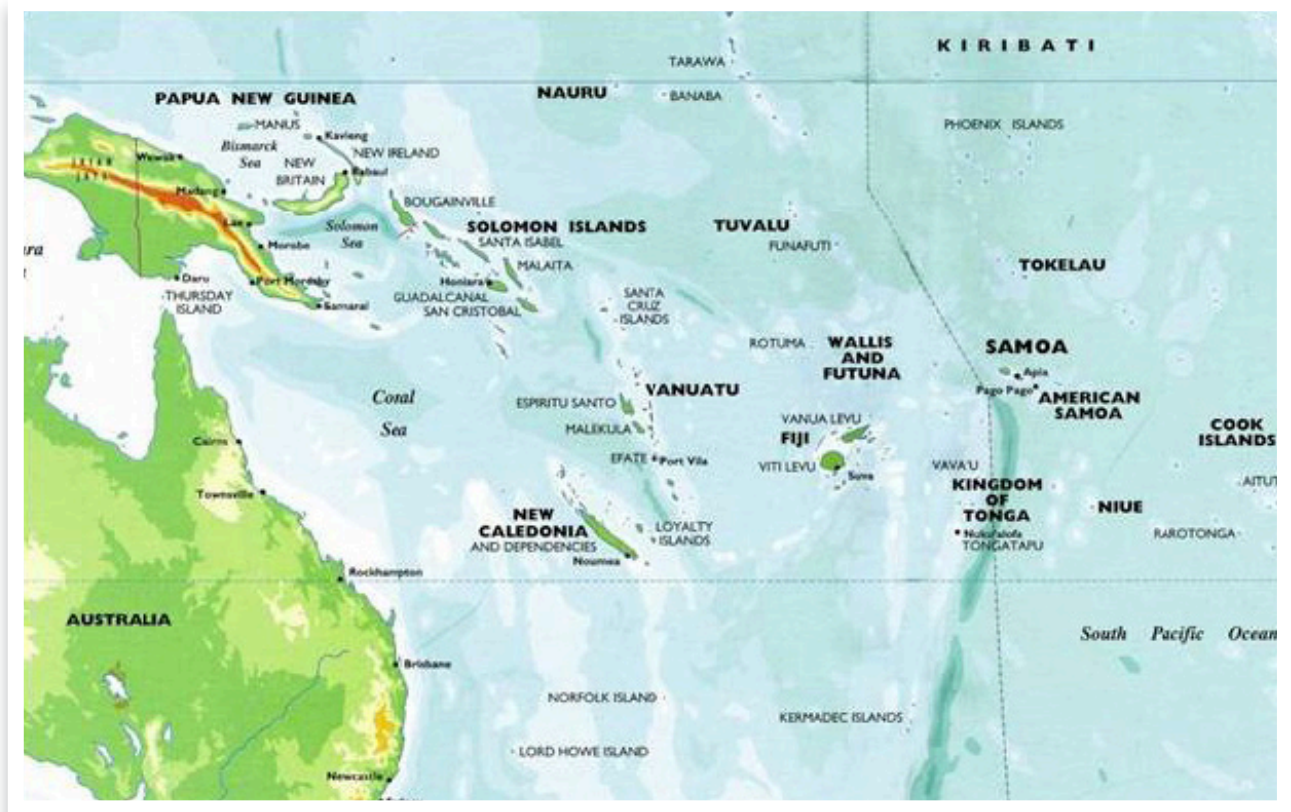 KIRIBATI
TARAWA
PAPUA NEW GUINEA
NAURU
BANABA
MANUS
Kavieng
PHOENIX ISLANDS
Bismarck
Sea
NEW IRELAND
Wewak
NEW
BRITAIN
Rabaul
Madang
BOUGAINVILLE
Lae
Solomon
Sea
SOLOMON ISLANDS
TUVALU
SANTA ISABEL
FUNAFUTI
Morobe
MALAITA
TOKELAU
Daru
Port Moresby
Honiara
THURSDAY
ISLAND
Samarai
GUADALCANAL
SAN CRISTOBAL
SANTA
CRUZ
ISLANDS
ROTUMA
WALLIS
AND
FUTUNA
SAMOA
Apia
Pago Pago
AMERICAN
SAMOA
Coral
Sea
VANUATU
ESPIRITU SANTO
MALEKULA
VANUA LEVU
FIJI
COOK
ISLANDS
Cairns
EFATE
Port Vila
VITI LEVU
Suva
VAVA'U
AITUT
Townsville
KINGDOM
OF
TONGA
NIUE
NEW
CALEDONIA
AND DEPENDENCIES
LOYALTY
ISLANDS
Nuku'alofa
TONGATAPU
RAROTONGA
Noumea
Rockhampton
AUSTRALIA
South Pacific Ocean
Brisbane
NORFOLK ISLAND
KERMADEC ISLANDS
LORD HOWE ISLAND
Newcastle